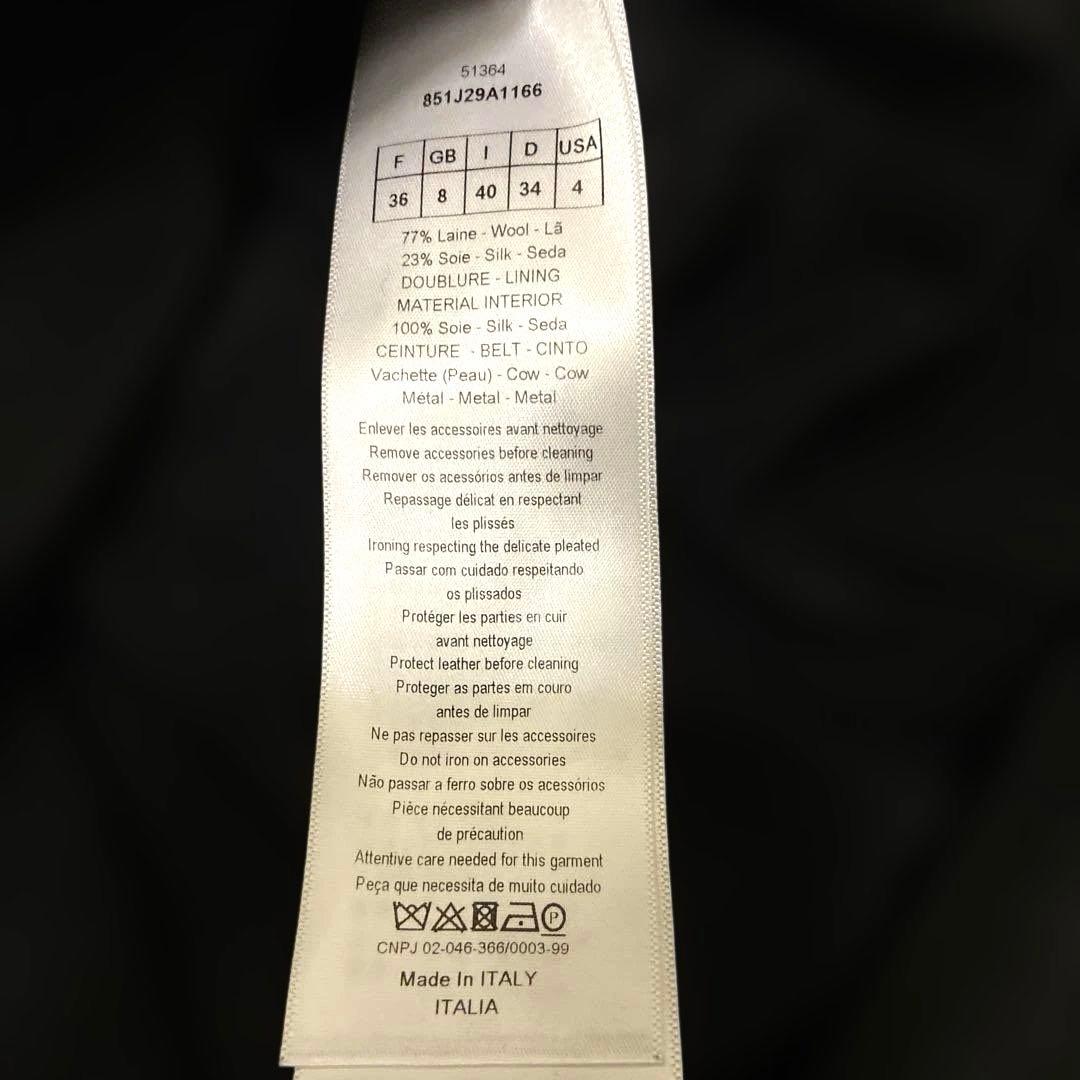 51364
851J29A1166
F GB I D USA
36 8 40 34 4
77% Laine - Wool - Lã
23% Soie - Silk - Seda
DOUBLURE - LINING
MATERIAL INTERIOR
100% Soie - Silk - Seda
CEINTURE - BELT - CINTO
Vachette (Peau) - Cow - Cow
Métal - Metal - Metal
Enlever les accessoires avant nettoyage
Remove accessories before cleaning
Remover os acessórios antes de limpar
Repassage délicat en respectant
les plissés
Ironing respecting the delicate pleated
Passar com cuidado respeitando
os plissados
Protéger les parties en cuir
avant nettoyage
Protect leather before cleaning
Proteger as partes em couro
antes de limpar
Ne pas repasser sur les accessoires
Do not iron on accessories
Não passar a ferro sobre os acessórios
Pièce nécessitant beaucoup
de précaution
Attentive care needed for this garment
Peça que necessita de muito cuidado
P
CNPJ 02-046-366/0003-99
Made In ITALY
ITALIA